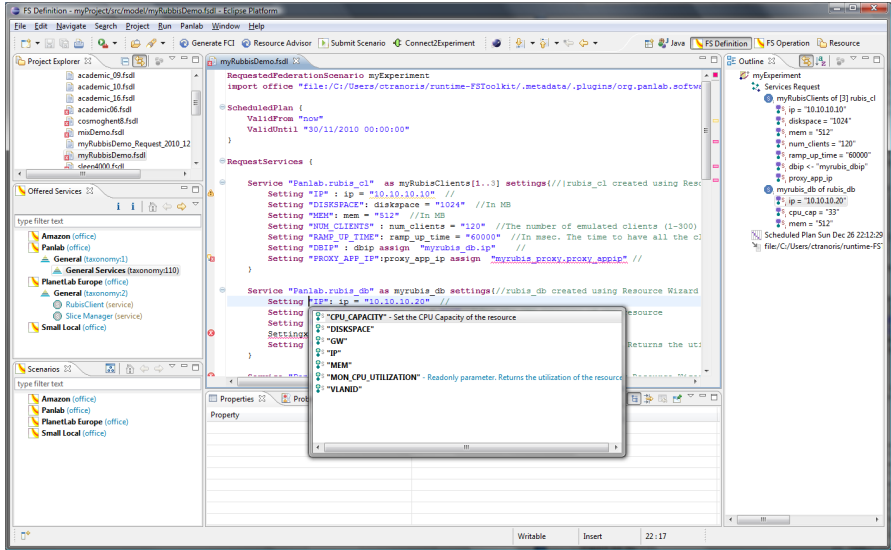 FS Definition - myProject/src/model/myRubbisDemo.fsdl - Eclipse Platform
File Edit Navigate Search Project Run Panlab Window Help
Generate FCI Resource Advisor Submit Scenario Connect2Experiment Java FS Definition FS Operation Resource
Project Explorer
academic_09.fsdl
academic_10.fsdl
academic_16.fsdl
academic06.fsdl
cosmoghent8.fsdl
mixDemo.fsdl
myRubbisDemo_Request_2010_12
myRubbisDemo.fsdl
sleep4000.fsdl
Offered Services
type filter text
Amazon (office)
Panlab (office)
General (taxonomy:1)
General Services (taxonomy:110)
PlanetLab Europe (office)
General (taxonomy:2)
RubisClient (service)
Slice Manager (service)
Small Local (office)
Scenarios
type filter text
Amazon (office)
Panlab (office)
PlanetLab Europe (office)
Small Local (office)
myRubbisDemo.fsdl
RequestedFederationScenario myExperiment
import office "file:/C:/Users/ctranoris/runtime-FSToolkit/.metadata/.plugins/org.panlab.softwa
ScheduledPlan {
ValidFrom "now"
ValidUntil "30/11/2010 00:00:00"
}
RequestServices {
Service "Panlab.rubis_cl" as myRubisClients[1..3] settings{//|rubis_cl created using Reso
Setting "IP" : ip = "10.10.10.10" //
Setting "DISKSPACE": diskspace = "1024" //In MB
Setting "MEM": mem = "512" //In MB
Setting "NUM_CLIENTS" : num_clients = "120" //The number of emulated clients (1-300)
Setting "RAMP_UP_TIME": ramp_up_time = "60000" //In msec. The time to have all the cl
Setting "DBIP" : dbip assign "myrubis_db.ip" //
Setting "PROXY_APP_IP":proxy_app_ip assign "myrubis_proxy.proxy_appip" //
}
Service "Panlab.rubis_db" as myrubis_db settings{//rubis_db created using Resource Wizard
Setting "IP": ip = "10.10.10.20" //
Setting esource
Setting
Settingx
Setting Returns the uti
}
"CPU_CAPACITY" - Set the CPU Capacity of the resource
"DISKSPACE"
"GW"
"IP"
"MEM"
"MON_CPU_UTILIZATION" - Readonly parameter. Returns the utilization of the resource
"VLANID"
Properties Prob
Property
Outline
myExperiment
Services Request
myRubisClients of [3] rubis_cl
ip = "10.10.10.10"
diskspace = "1024"
mem = "512"
num_clients = "120"
ramp_up_time = "60000"
dbip <- "myrubis_dbip"
proxy_app_ip
myrubis_db of rubis_db
ip = "10.10.10.20"
cpu_cap = "33"
mem = "512"
Scheduled Plan Sun Dec 26 22:12:29
file:/C:/Users/ctranoris/runtime-FS
Writable Insert 22 : 17